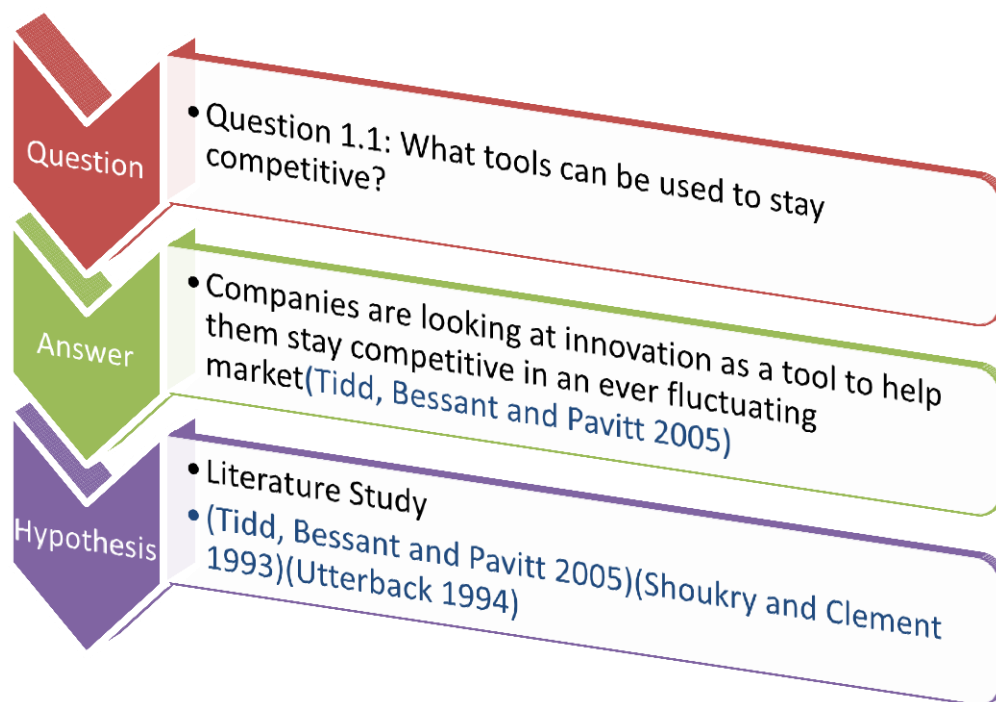 Question
• Question 1.1: What tools can be used to stay
competitive?
Answer
• Companies are looking at innovation as a tool to help
them stay competitive in an ever fluctuating
market(Tidd, Bessant and Pavitt 2005)
Hypothesis
• Literature Study
• (Tidd, Bessant and Pavitt 2005)(Shoukry and Clement
1993)(Utterback 1994)